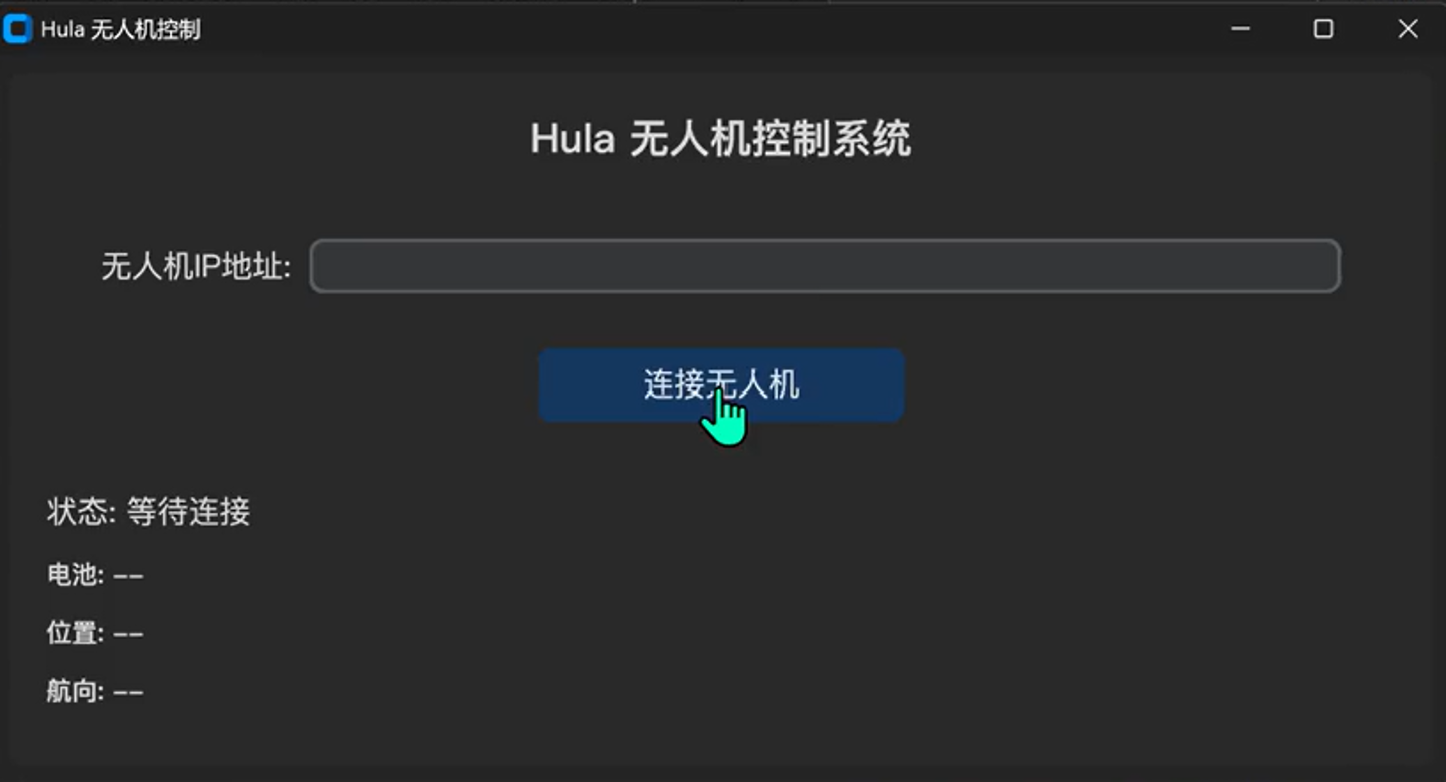 Hula 无人机控制
Hula 无人机控制系统
无人机IP地址:
连接无人机
状态: 等待连接
电池: --
位置: --
航向: --